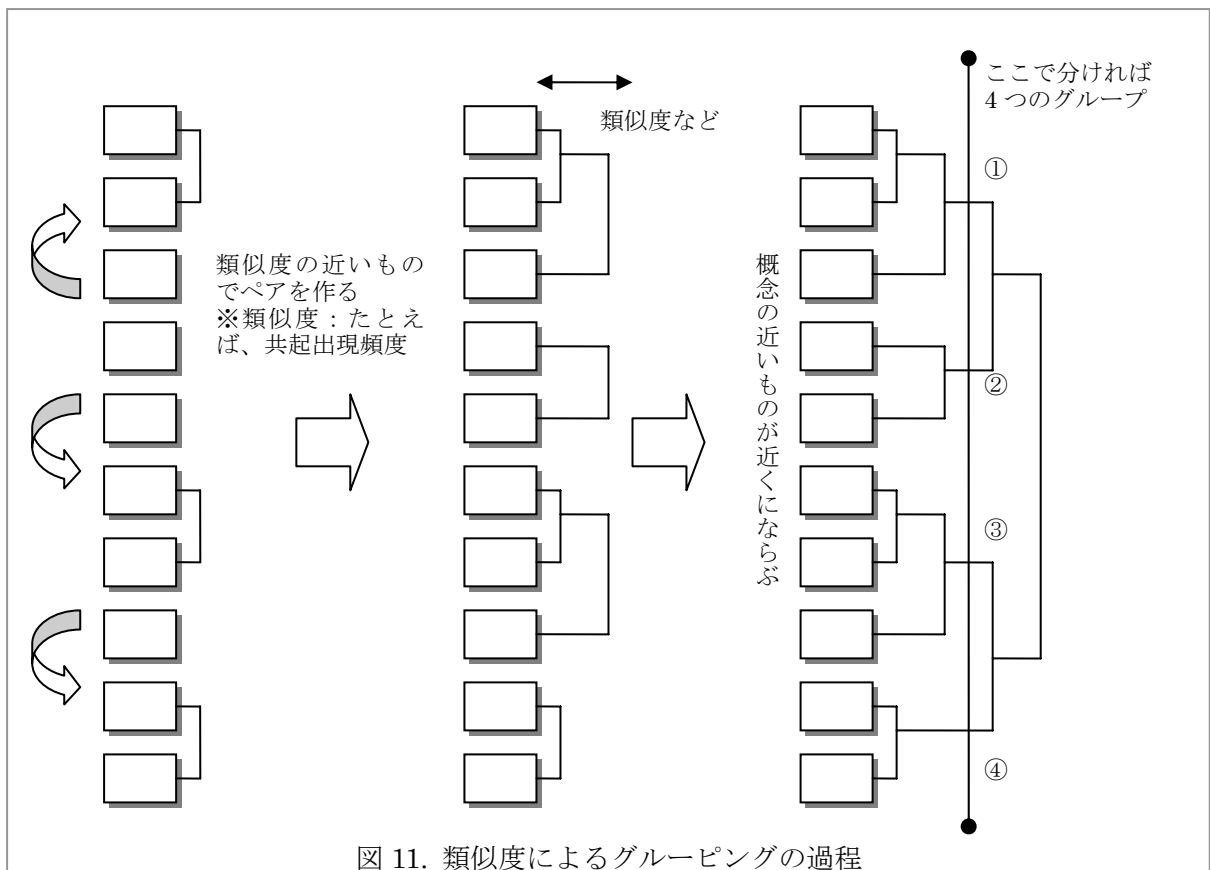 ここで分ければ
4 つのグループ
類似度など
①
類似度の近いもの
でペアを作る
※類似度：たとえ
ば、共起出現頻度
概念の近いものが近くにならぶ
②
③
④
図 11. 類似度によるグルーピングの過程